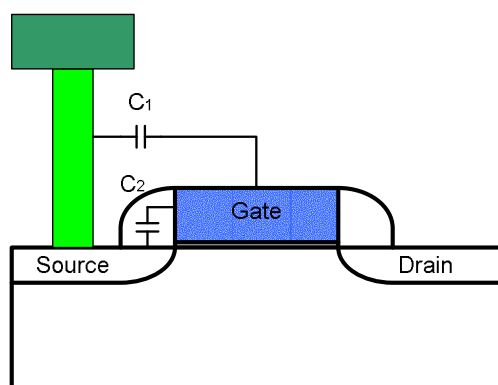 C₁
C₂
Gate
Source
Drain